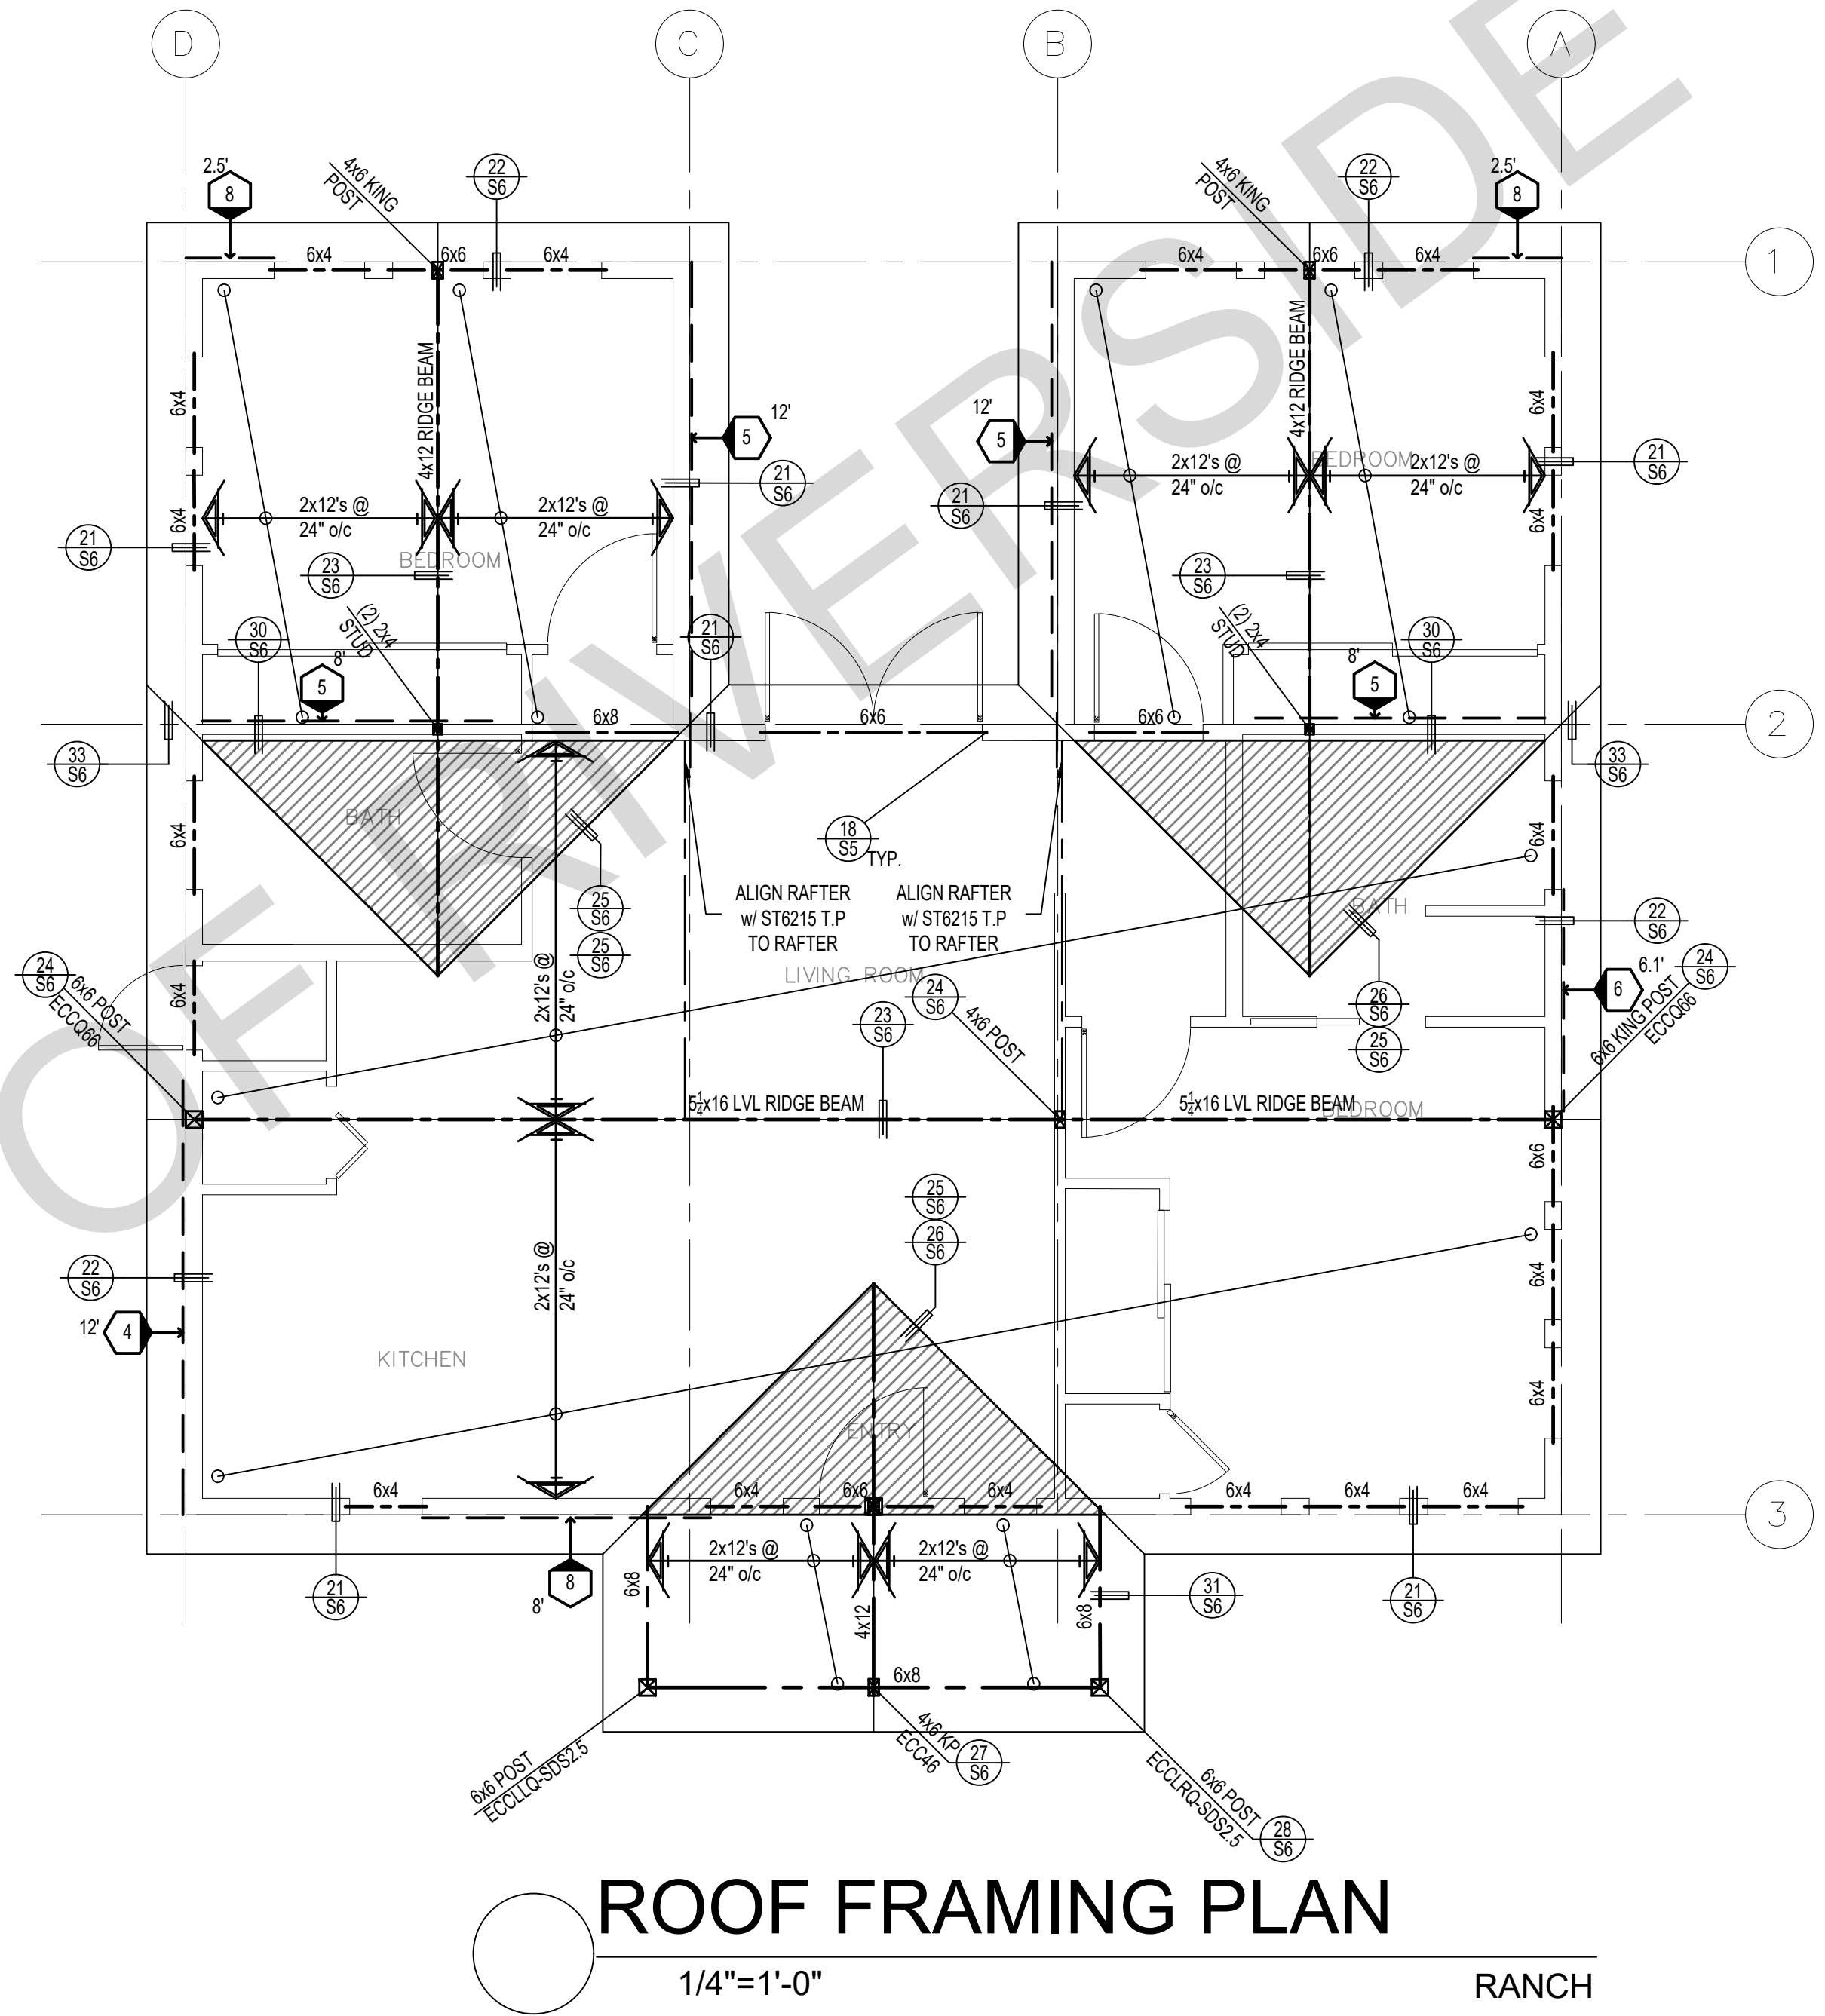 D
C
B
A
1
2
3
OF RIVERSIDE
2.5'
8
4x6 KING
POST
22
S6
4x6 KING
POST
22
S6
2.5'
8
6x4
6x6
6x4
6x4
6x6
6x4
4x12 RIDGE BEAM
4x12 RIDGE BEAM
6x4
6x4
12'
5
12'
5
21
S6
21
S6
21
S6
21
S6
2x12's @
24" o/c
2x12's @
24" o/c
2x12's @
24" o/c
2x12's @
24" o/c
6x4
6x4
BEDROOM
BEDROOM
23
S6
23
S6
(2) 2x4
STUD
(2) 2x4
STUD
30
S6
30
S6
21
S6
8'
5
8'
5
6x8
6x6
6x6
33
S6
33
S6
6x4
6x4
BATH
BATH
18
S5
TYP.
ALIGN RAFTER
w/ ST6215 T.P
TO RAFTER
ALIGN RAFTER
w/ ST6215 T.P
TO RAFTER
25
S6
25
S6
22
S6
24
S6
6x6 POST
ECCQ66
6x4
2x12's @
24" o/c
LIVING ROOM
24
S6
4x6 POST
23
S6
26
S6
25
S6
6.1'
6
24
S6
6x6 KING POST
ECCQ66
5¼x16 LVL RIDGE BEAM
5¼x16 LVL RIDGE BEAM
BEDROOM
6x6
25
S6
26
S6
22
S6
2x12's @
24" o/c
6x4
12'
4
KITCHEN
ENTRY
6x4
6x4
6x4
6x6
6x4
6x4
6x4
6x4
21
S6
8
8'
6x8
2x12's @
24" o/c
2x12's @
24" o/c
4x12
6x8
31
S6
21
S6
6x8
6x6 POST
ECCLLQ-SDS2.5
4x6 KP
ECC46
27
S6
6x6 POST
ECCLRQ-SDS2.5
28
S6
ROOF FRAMING PLAN
1/4"=1'-0"
RANCH